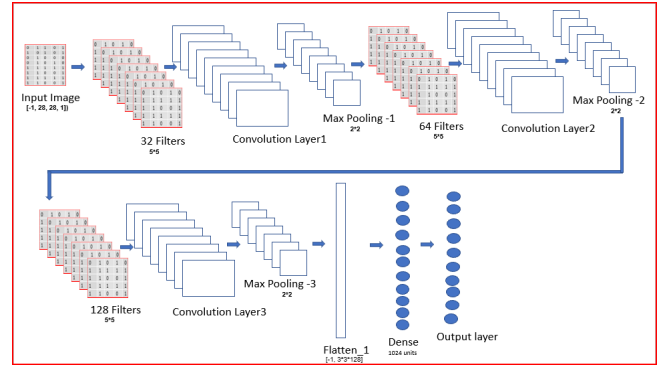 Input Image
[-1, 28, 28, 1])
32 Filters
5*5
Convolution Layer1
Max Pooling -1
2*2
64 Filters
5*5
Convolution Layer2
Max Pooling -2
2*2
128 Filters
5*5
Convolution Layer3
Max Pooling -3
2*2
Flatten_1
[-1, 3*3*128]
Dense
1024 units
Output layer